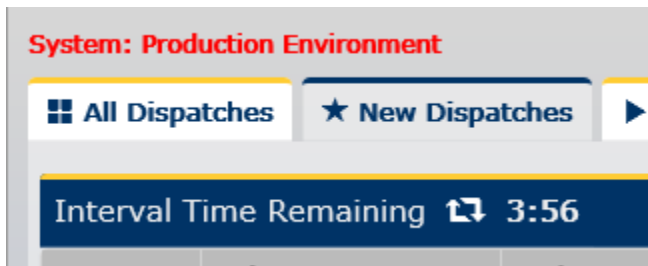 System: Production Environment
All Dispatches New Dispatches
Interval Time Remaining 3:56